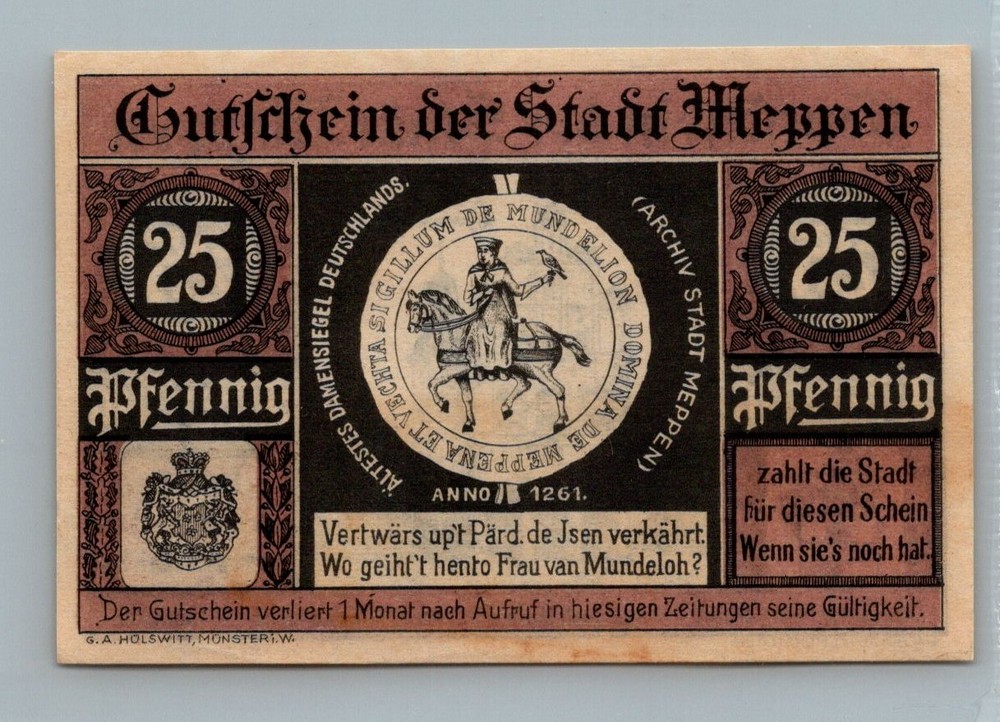 Gutschein der Stadt Meppen
25
Pfennig
ÄLTESTES DAMENSIEGEL DEUTSCHLANDS.
SIGILLUM DE MUNDELION DOMINA DE MEPPENA ET VECHTA
(ARCHIV STADT MEPPEN)
ANNO 1261.
Vertwärs up't Pärd. de Jsen verkährt.
Wo geiht't hento Frau van Mundeloh?
25
Pfennig
zahlt die Stadt
für diesen Schein
Wenn sie's noch hat.
Der Gutschein verliert 1 Monat nach Aufruf in hiesigen Zeitungen seine Gültigkeit.
G. A. HÜLSWITT, MÜNSTER i. W.